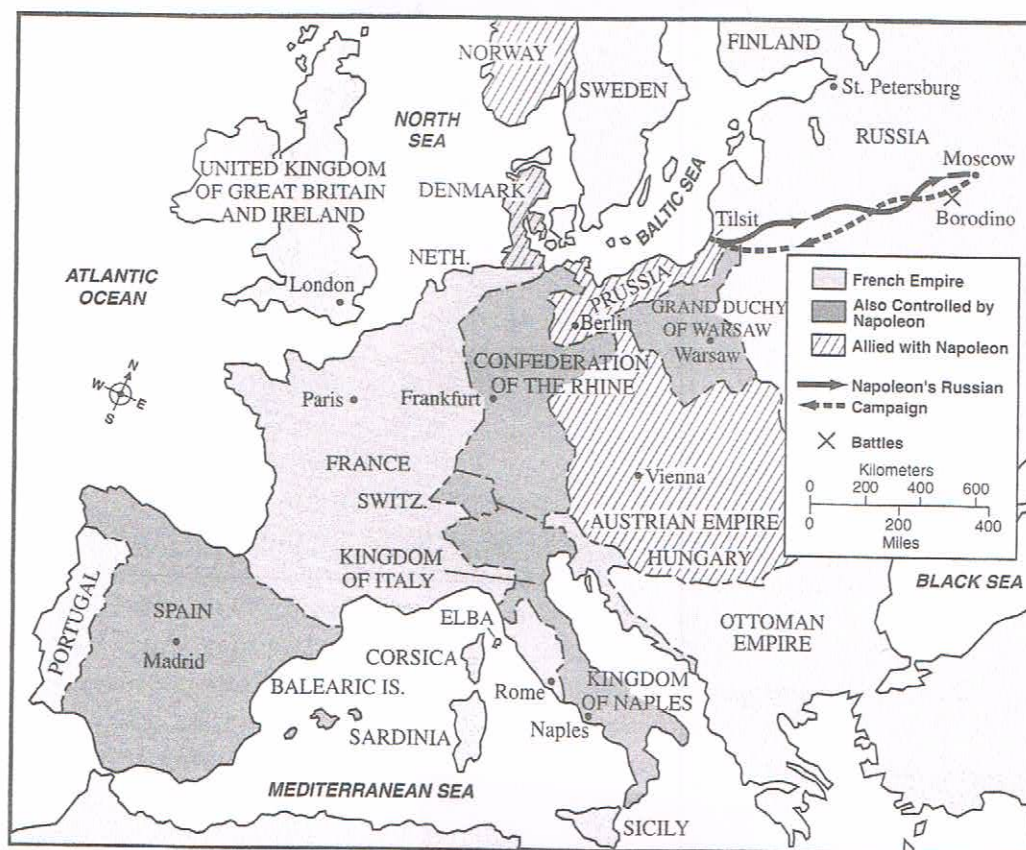 NORWAY
FINLAND
SWEDEN
St. Petersburg
NORTH
SEA
RUSSIA
Moscow
UNITED KINGDOM
OF GREAT BRITAIN
AND IRELAND
DENMARK
BALTIC SEA
Tilsit
Borodino
NETH.
ATLANTIC
OCEAN
London
PRUSSIA
Berlin
GRAND DUCHY
OF WARSAW
Warsaw
French Empire
Also Controlled by
Napoleon
Allied with Napoleon
Napoleon's Russian
Campaign
Battles
Kilometers
0 200 400 600
0 200 400
Miles
N
W
E
S
CONFEDERATION
OF THE RHINE
Paris
Frankfurt
FRANCE
Vienna
SWITZ.
AUSTRIAN EMPIRE
HUNGARY
KINGDOM
OF ITALY
BLACK SEA
PORTUGAL
SPAIN
Madrid
ELBA
OTTOMAN
EMPIRE
CORSICA
Rome
KINGDOM
OF NAPLES
BALEARIC IS.
Naples
SARDINIA
MEDITERRANEAN SEA
SICILY